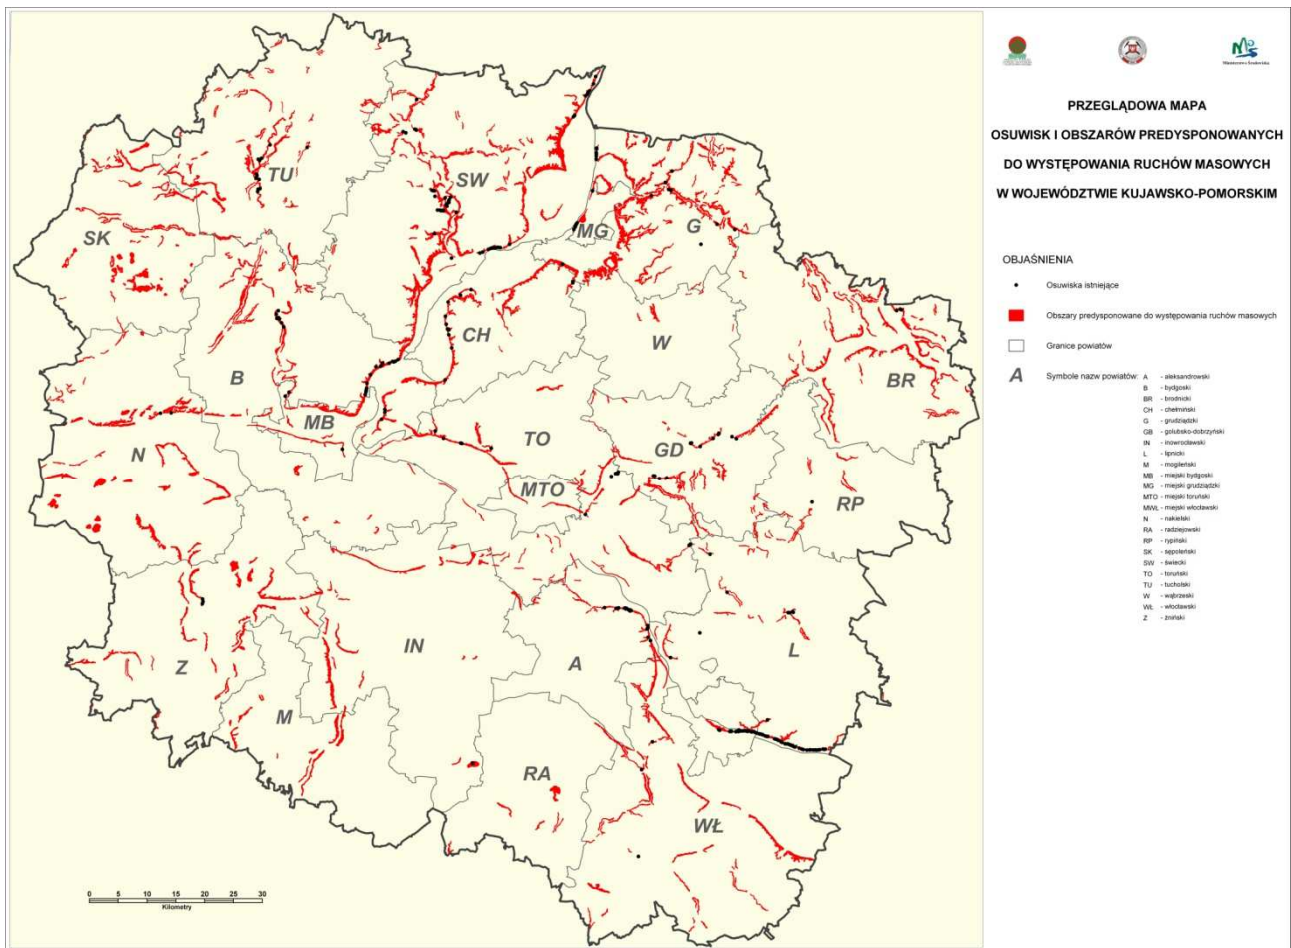 PRZEGLĄDOWA MAPA
OSUWISK I OBSZARÓW PREDYSPONOWANYCH
DO WYSTĘPOWANIA RUCHÓW MASOWYCH
W WOJEWÓDZTWIE KUJAWSKO-POMORSKIM
Ministerstwo Środowiska
OBJAŚNIENIA
Osuwiska istniejące
Obszary predysponowane do występowania ruchów masowych
Granice powiatów
A Symbole nazw powiatów:
A - aleksandrowski
B - bydgoski
BR - brodnicki
CH - chełmiński
G - grudziądzki
GB - golubsko-dobrzyński
IN - inowrocławski
L - lipnicki
M - mogileński
MB - miejski bydgoski
MG - miejski grudziądzki
MTO - miejski toruński
MWŁ - miejski włocławski
N - nakielski
RA - radziejowski
RP - rypiński
SK - sępoleński
SW - świecki
TO - toruński
TU - tucholski
W - wąbrzeski
WŁ - włocławski
Z - żniński
TU
SW
SK
MG
G
CH
W
B
BR
MB
TO
N
GD
MTO
RP
IN
A
L
Z
M
RA
WŁ
0 5 10 15 20 25 30
Kilometry